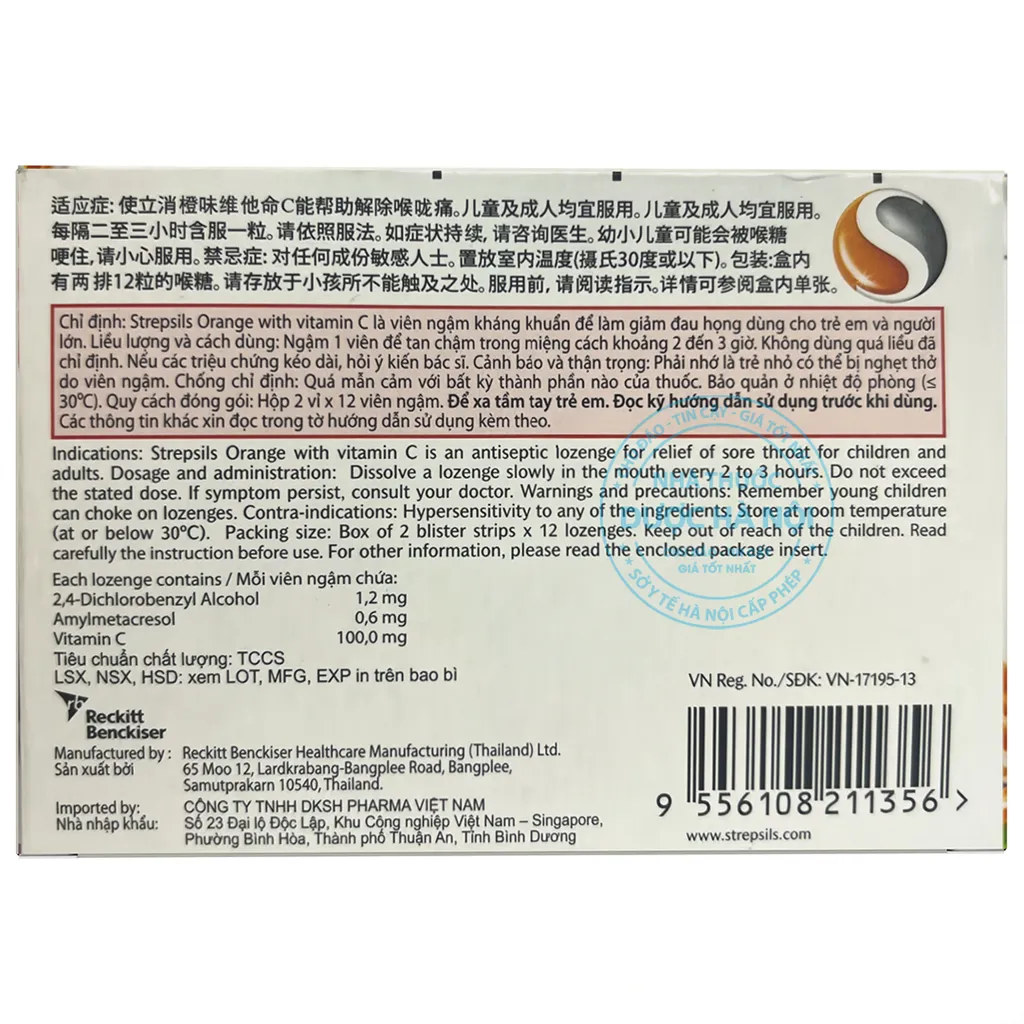 适应症: 使立消橙味维他命C能帮助解除喉咙痛。儿童及成人均宜服用。儿童及成人均宜服用。
每隔二至三小时含服一粒。请依照服法。如症状持续, 请咨询医生。幼小儿童可能会被喉糖
哽住, 请小心服用。禁忌症: 对任何成份敏感人士。置放室内温度(摄氏30度或以下)。包装:盒内
有两排12粒的喉糖。请存放于小孩所不能触及之处。服用前, 请阅读指示。详情可参阅盒内单张。
Chỉ định: Strepsils Orange with vitamin C là viên ngậm kháng khuẩn để làm giảm đau họng dùng cho trẻ em và người
lớn. Liều lượng và cách dùng: Ngậm 1 viên để tan chậm trong miệng cách khoảng 2 đến 3 giờ. Không dùng quá liều đã
chỉ định. Nếu các triệu chứng kéo dài, hỏi ý kiến bác sĩ. Cảnh báo và thận trọng: Phải nhớ là trẻ nhỏ có thể bị nghẹt thở
do viên ngậm. Chống chỉ định: Quá mẫn cảm với bất kỳ thành phần nào của thuốc. Bảo quản ở nhiệt độ phòng (≤
30°C). Quy cách đóng gói: Hộp 2 vỉ x 12 viên ngậm. Để xa tầm tay trẻ em. Đọc kỹ hướng dẫn sử dụng trước khi dùng.
Các thông tin khác xin đọc trong tờ hướng dẫn sử dụng kèm theo.
Indications: Strepsils Orange with vitamin C is an antiseptic lozenge for relief of sore throat for children and
adults. Dosage and administration: Dissolve a lozenge slowly in the mouth every 2 to 3 hours. Do not exceed
the stated dose. If symptom persist, consult your doctor. Warnings and precautions: Remember young children
can choke on lozenges. Contra-indications: Hypersensitivity to any of the ingredients. Store at room temperature
(at or below 30°C). Packing size: Box of 2 blister strips x 12 lozenges. Keep out of reach of the children. Read
carefully the instruction before use. For other information, please read the enclosed package insert.
NHÀ THUỐC
DƯỢC HÀ NỘI
GIÁ TỐT NHẤT
SỞ Y TẾ HÀ NỘI CẤP PHÉP
Each lozenge contains / Mỗi viên ngậm chứa:
2,4-Dichlorobenzyl Alcohol 1,2 mg
Amylmetacresol 0,6 mg
Vitamin C 100,0 mg
Tiêu chuẩn chất lượng: TCCS
LSX, NSX, HSD: xem LOT, MFG, EXP in trên bao bì
VN Reg. No./SĐK: VN-17195-13
rb
Reckitt
Benckiser
Manufactured by : Reckitt Benckiser Healthcare Manufacturing (Thailand) Ltd.
Sản xuất bởi 65 Moo 12, Lardkrabang-Bangplee Road, Bangplee,
Samutprakarn 10540, Thailand.
Imported by: CÔNG TY TNHH DKSH PHARMA VIỆT NAM
Nhà nhập khẩu: Số 23 Đại lộ Độc Lập, Khu Công nghiệp Việt Nam – Singapore,
Phường Bình Hòa, Thành phố Thuận An, Tỉnh Bình Dương
9 556108 211356 >
www.strepsils.com